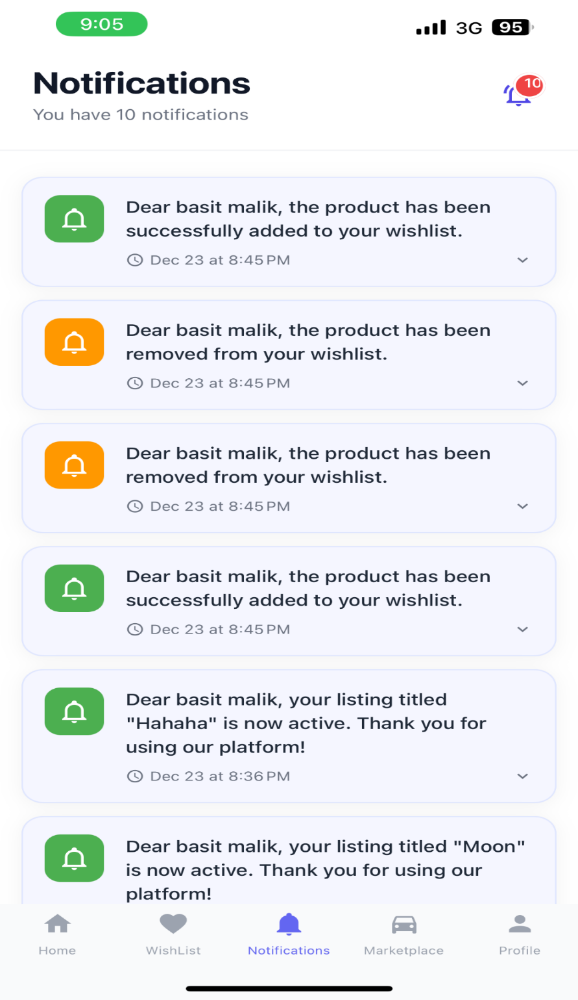 9:05
3G 95
Notifications
10
You have 10 notifications
Dear basit malik, the product has been
successfully added to your wishlist.
Dec 23 at 8:45 PM
Dear basit malik, the product has been
removed from your wishlist.
Dec 23 at 8:45 PM
Dear basit malik, the product has been
removed from your wishlist.
Dec 23 at 8:45 PM
Dear basit malik, the product has been
successfully added to your wishlist.
Dec 23 at 8:45 PM
Dear basit malik, your listing titled
"Hahaha" is now active. Thank you for
using our platform!
Dec 23 at 8:36 PM
Dear basit malik, your listing titled "Moon"
is now active. Thank you for using our
platform!
Home
WishList
Notifications
Marketplace
Profile